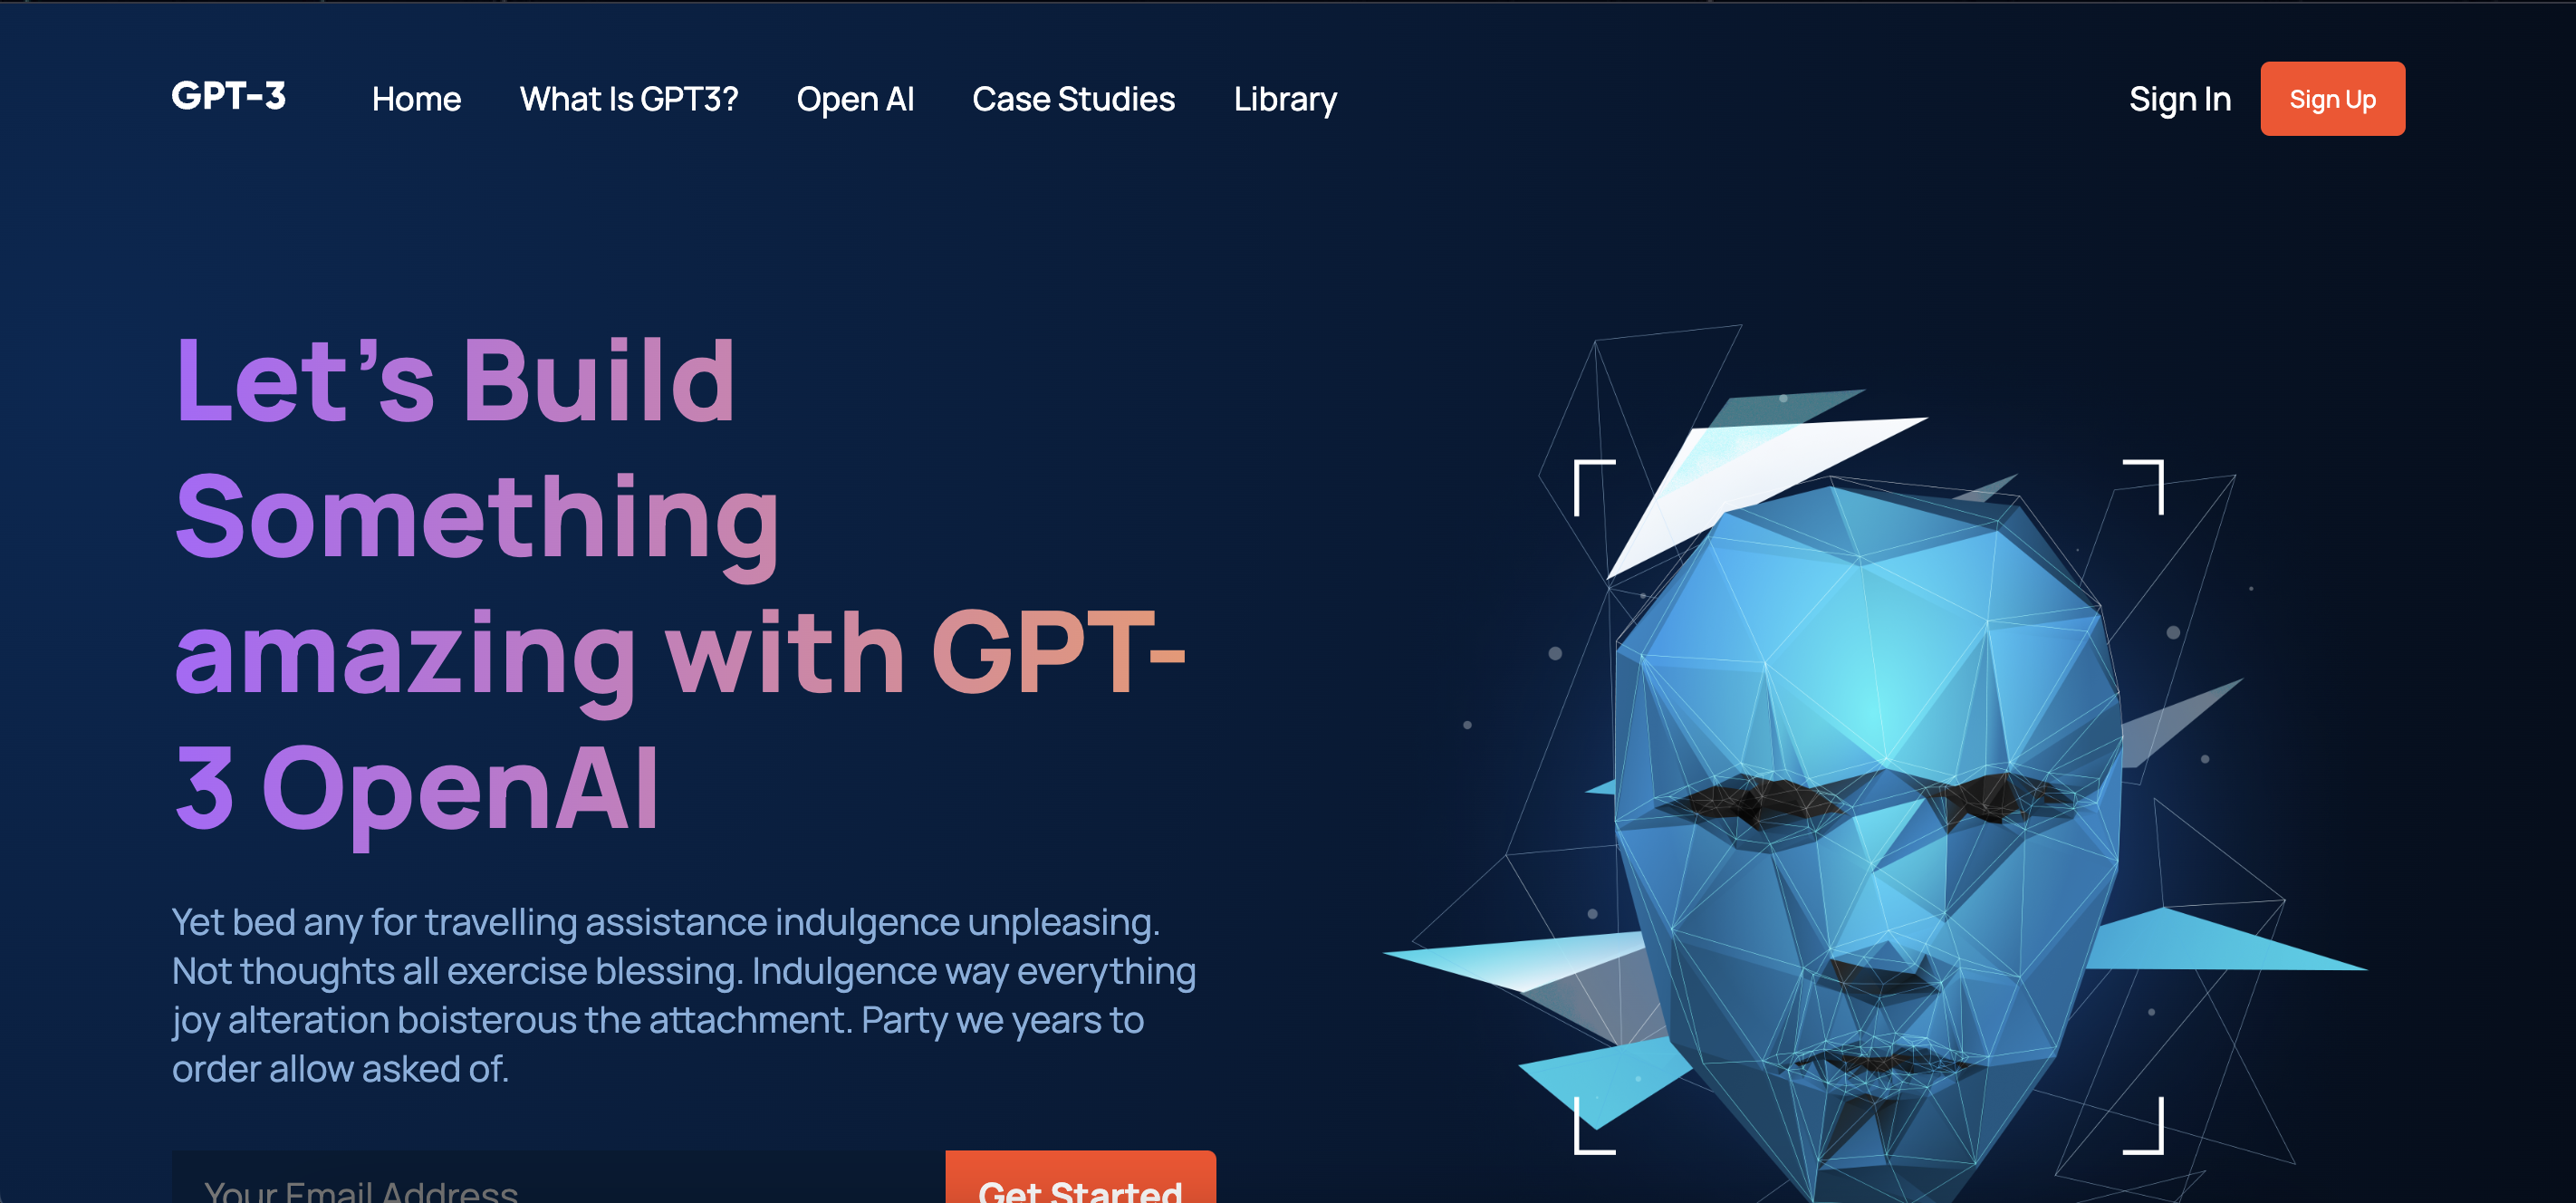 GPT-3 Home What Is GPT3? Open AI Case Studies Library Sign In Sign Up
Let’s Build
Something
amazing with GPT-
3 OpenAI
Yet bed any for travelling assistance indulgence unpleasing.
Not thoughts all exercise blessing. Indulgence way everything
joy alteration boisterous the attachment. Party we years to
order allow asked of.
Your Email Address Get Started